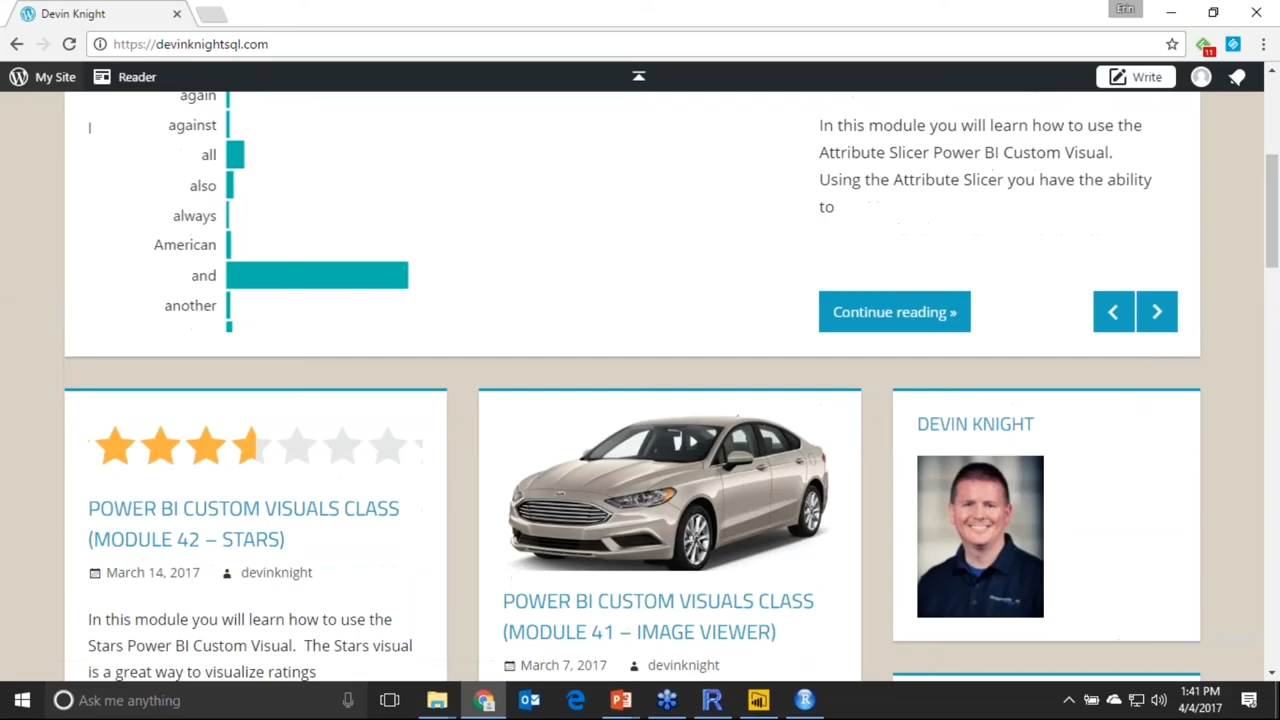 Devin Knight
Erin
https://devinknightsql.com
11
My Site
Reader
Write
again
against
all
also
always
American
and
another
In this module you will learn how to use the
Attribute Slicer Power BI Custom Visual.
Using the Attribute Slicer you have the ability
to
Continue reading »
POWER BI CUSTOM VISUALS CLASS
(MODULE 42 – STARS)
March 14, 2017 devinknight
In this module you will learn how to use the
Stars Power BI Custom Visual. The Stars visual
is a great way to visualize ratings
POWER BI CUSTOM VISUALS CLASS
(MODULE 41 – IMAGE VIEWER)
March 7, 2017 devinknight
DEVIN KNIGHT
Ask me anything
1:41 PM
4/4/2017